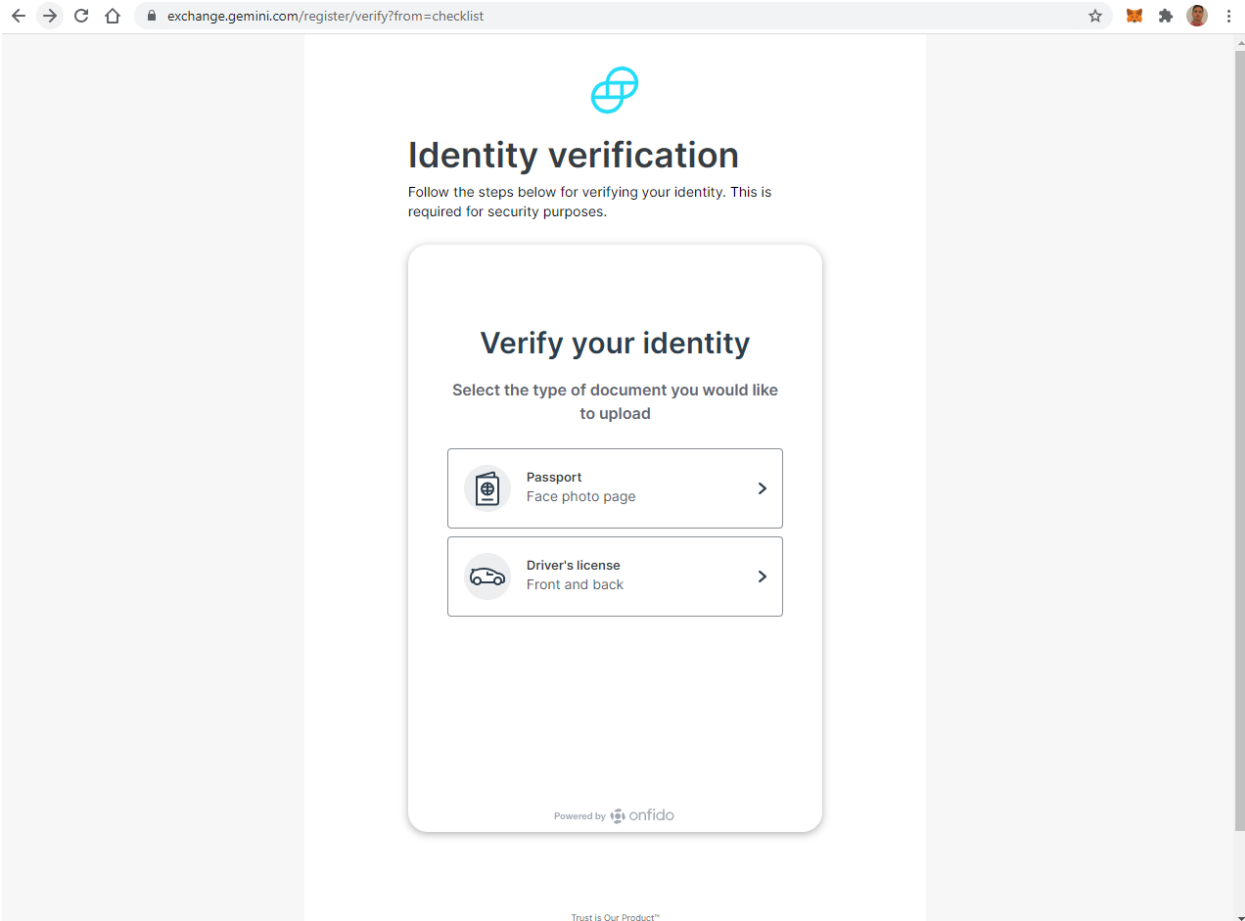 exchange.gemini.com/register/verify?from=checklist
Identity verification
Follow the steps below for verifying your identity. This is
required for security purposes.
Verify your identity
Select the type of document you would like
to upload
Passport
Face photo page
Driver's license
Front and back
Powered by onfido
Trust is Our Product™